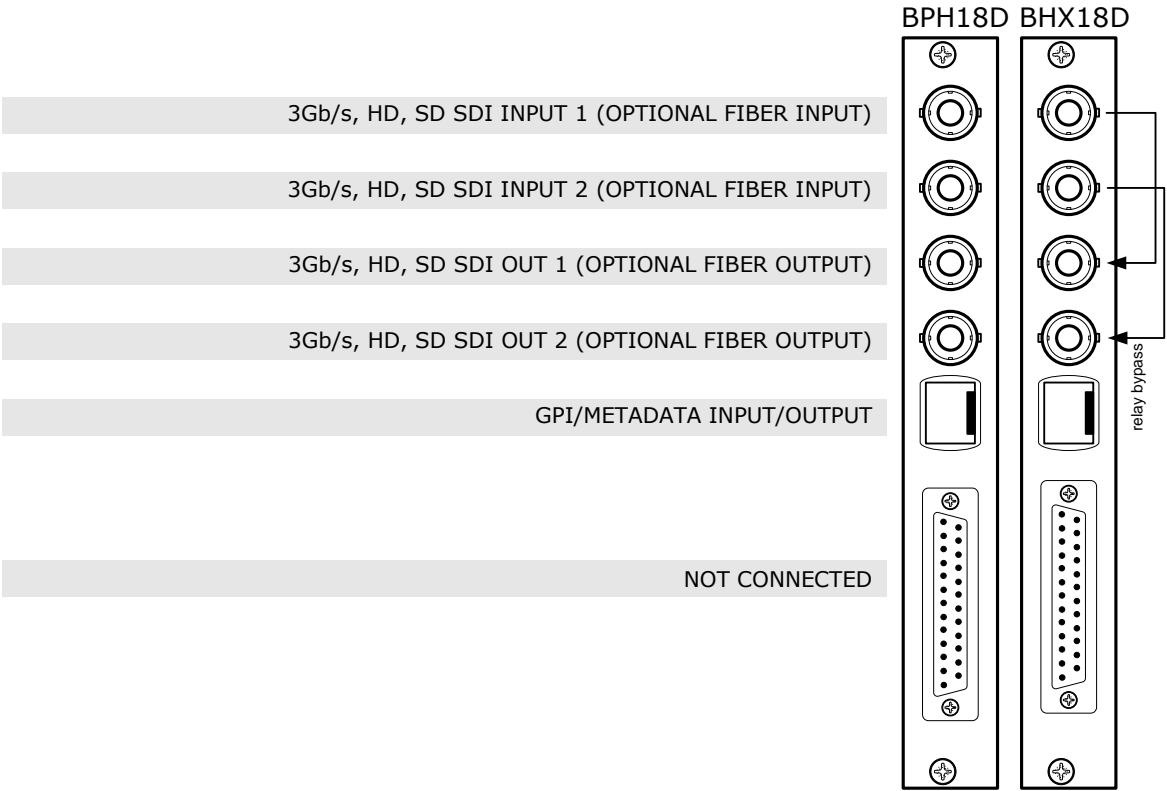 BPH18D BHX18D
3Gb/s, HD, SD SDI INPUT 1 (OPTIONAL FIBER INPUT)
3Gb/s, HD, SD SDI INPUT 2 (OPTIONAL FIBER INPUT)
3Gb/s, HD, SD SDI OUT 1 (OPTIONAL FIBER OUTPUT)
3Gb/s, HD, SD SDI OUT 2 (OPTIONAL FIBER OUTPUT)
relay bypass
GPI/METADATA INPUT/OUTPUT
NOT CONNECTED